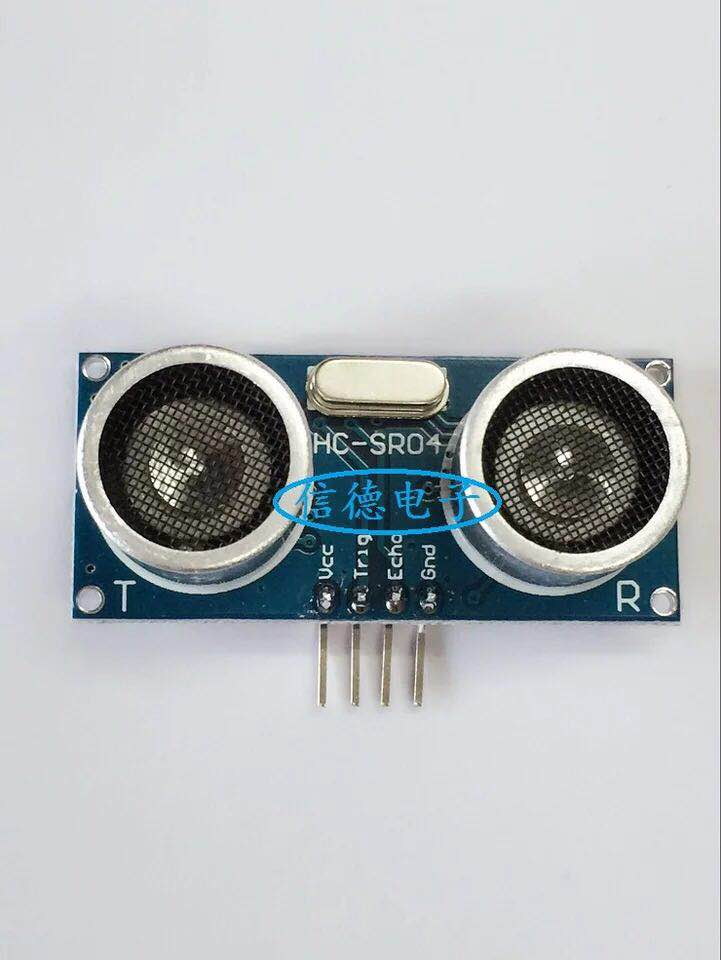 HC-SR04
信德电子
Vcc
Trig
Echo
Gnd
T
R